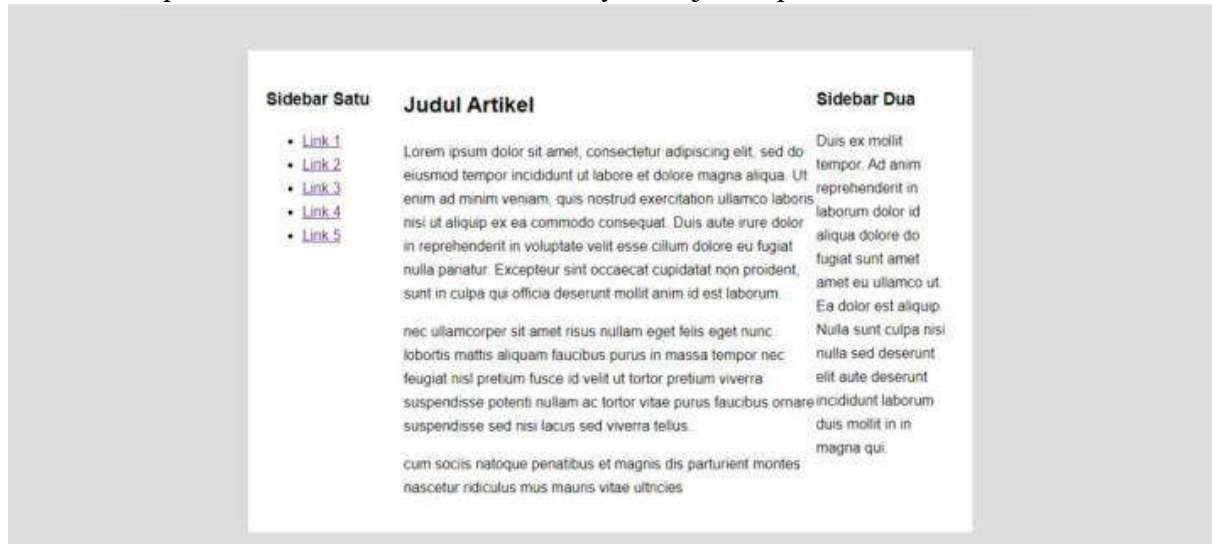 Sidebar Satu
• Link 1
• Link 2
• Link 3
• Link 4
• Link 5
Judul Artikel
Lorem ipsum dolor sit amet, consectetur adipiscing elit, sed do
eiusmod tempor incididunt ut labore et dolore magna aliqua. Ut
enim ad minim veniam, quis nostrud exercitation ullamco laboris
nisi ut aliquip ex ea commodo consequat. Duis aute irure dolor
in reprehenderit in voluptate velit esse cillum dolore eu fugiat
nulla pariatur. Excepteur sint occaecat cupidatat non proident,
sunt in culpa qui officia deserunt mollit anim id est laborum.
nec ullamcorper sit amet risus nullam eget felis eget nunc
lobortis mattis aliquam faucibus purus in massa tempor nec
feugiat nisl pretium fusce id velit ut tortor pretium viverra
suspendisse potenti nullam ac tortor vitae purus faucibus ornare
suspendisse sed nisi lacus sed viverra tellus.
cum sociis natoque penatibus et magnis dis parturient montes
nascetur ridiculus mus mauris vitae ultricies
Sidebar Dua
Duis ex mollit
tempor. Ad anim
reprehenderit in
laborum dolor id
aliqua dolore do
fugiat sunt amet
amet eu ullamco ut.
Ea dolor est aliquip.
Nulla sunt culpa nisi
nulla sed deserunt
elit aute deserunt
incididunt laborum
duis mollit in in
magna qui.